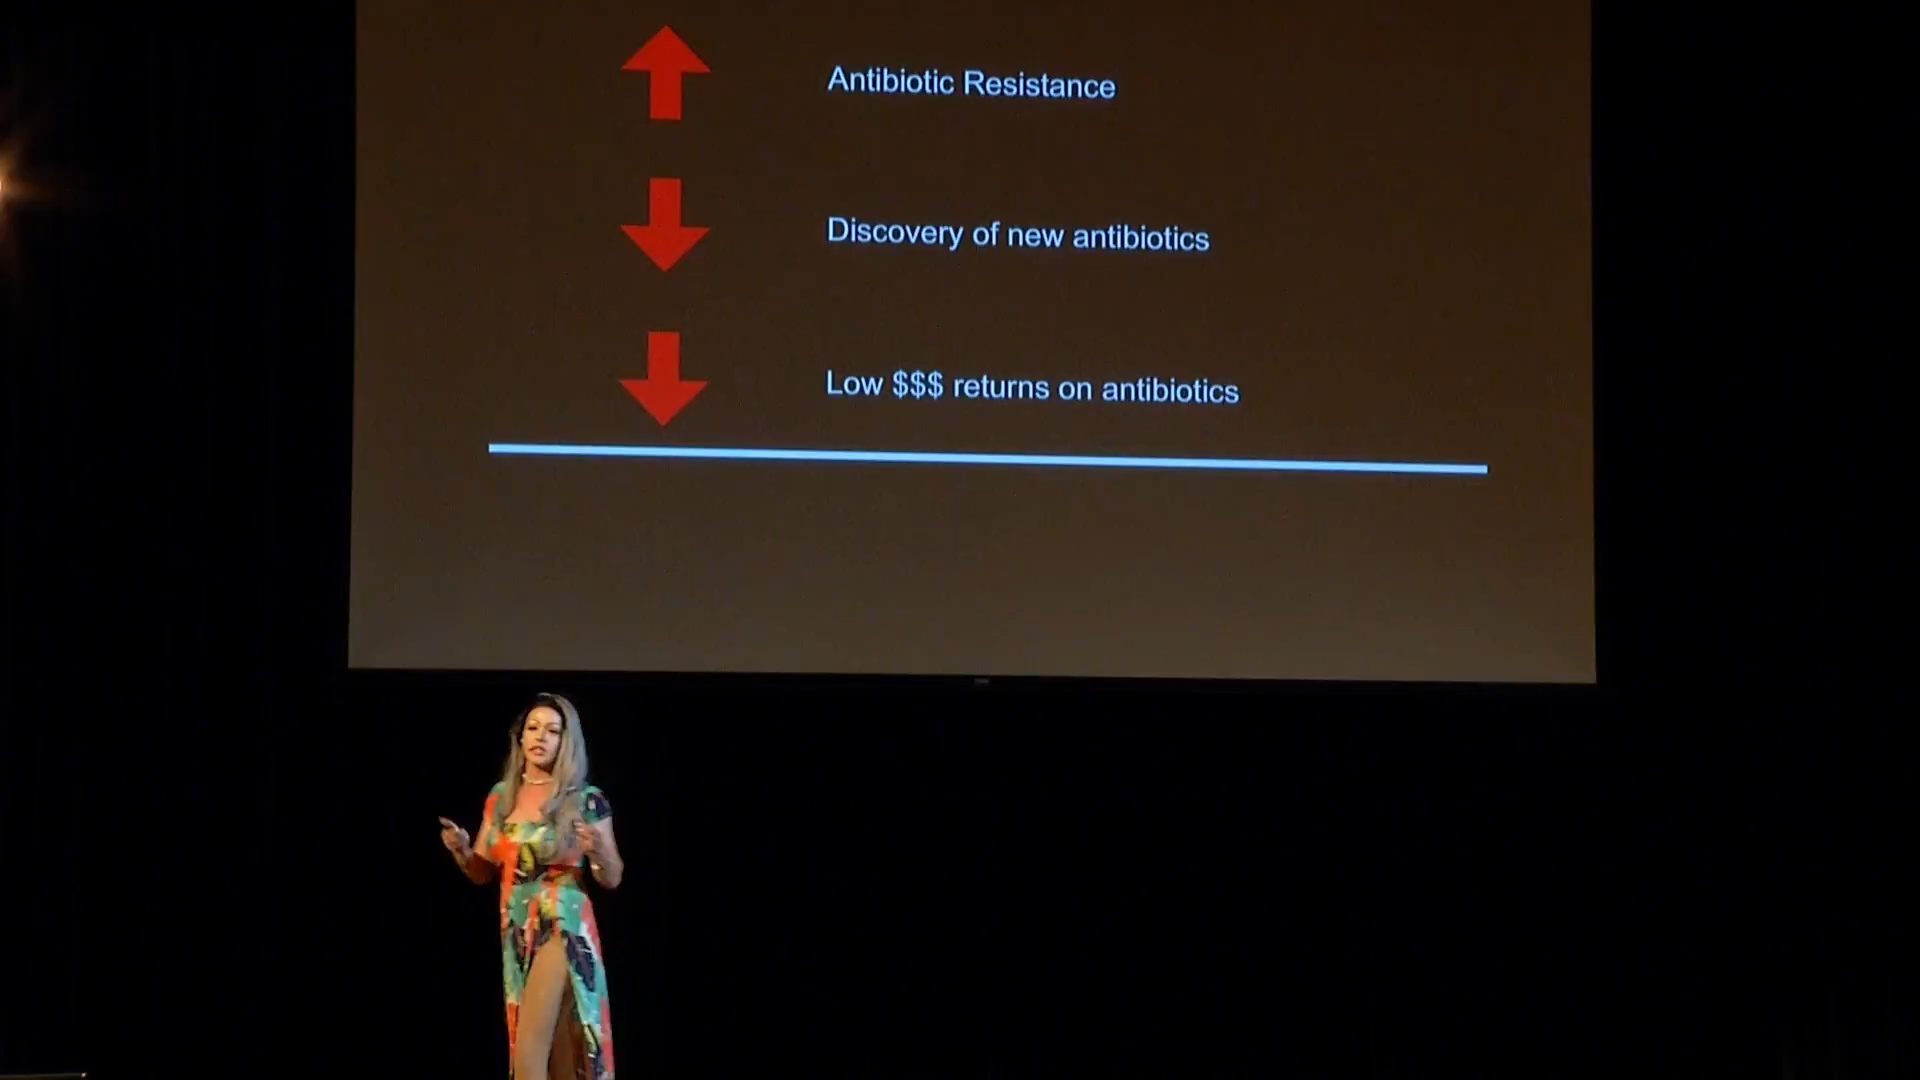 Antibiotic Resistance
Discovery of new antibiotics
Low $$$ returns on antibiotics